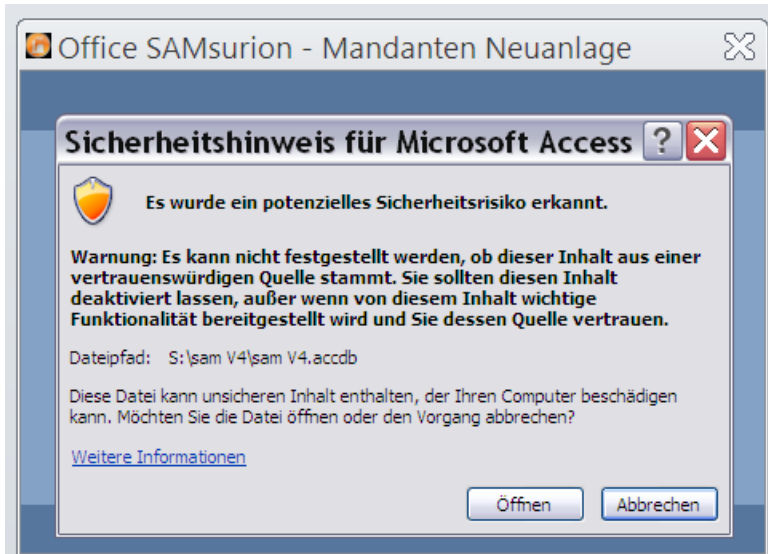 Office SAMsurion - Mandanten Neuanlage
Sicherheitshinweis für Microsoft Access
Es wurde ein potenzielles Sicherheitsrisiko erkannt.
Warnung: Es kann nicht festgestellt werden, ob dieser Inhalt aus einer
vertrauenswürdigen Quelle stammt. Sie sollten diesen Inhalt
deaktiviert lassen, außer wenn von diesem Inhalt wichtige
Funktionalität bereitgestellt wird und Sie dessen Quelle vertrauen.
Dateipfad: S:\sam V4\sam V4.accdb
Diese Datei kann unsicheren Inhalt enthalten, der Ihren Computer beschädigen
kann. Möchten Sie die Datei öffnen oder den Vorgang abbrechen?
Weitere Informationen
Öffnen Abbrechen